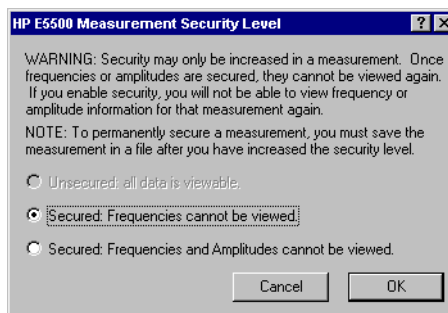 HP E5500 Measurement Security Level
WARNING: Security may only be increased in a measurement. Once
frequencies or amplitudes are secured, they cannot be viewed again.
If you enable security, you will not be able to view frequency or
amplitude information for that measurement again.
NOTE: To permanently secure a measurement, you must save the
measurement in a file after you have increased the security level.
Unsecured: all data is viewable.
Secured: Frequencies cannot be viewed.
Secured: Frequencies and Amplitudes cannot be viewed.
Cancel OK